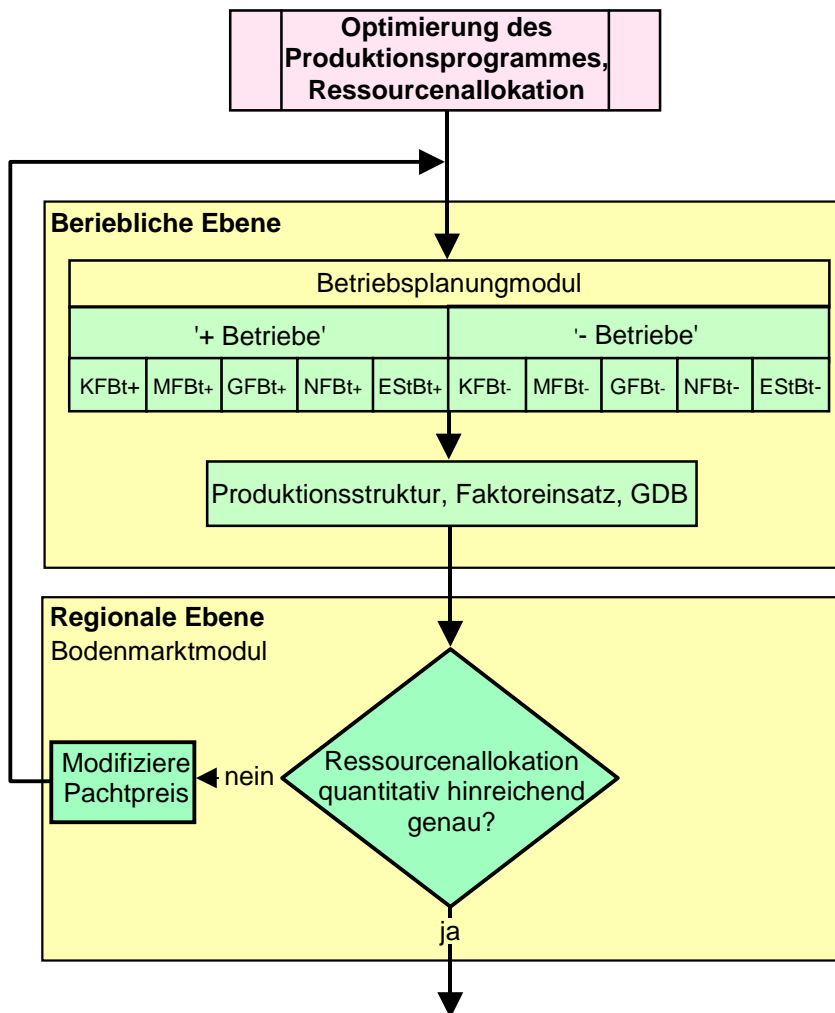 Optimierung des
Produktionsprogrammes,
Ressourcenallokation
Beriebliche Ebene
Betriebsplanungmodul
'+ Betriebe' '- Betriebe'
KFBt+ MFBt+ GFBt+ NFBt+ EStBt+ KFBt- MFBt- GFBt- NFBt- EStBt-
Produktionsstruktur, Faktoreinsatz, GDB
Regionale Ebene
Bodenmarktmodul
Modifiziere
Pachtpreis
nein
Ressourcenallokation
quantitativ hinreichend
genau?
ja